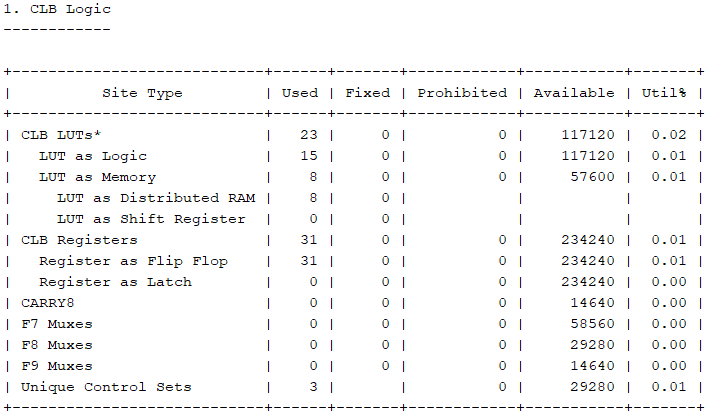 1. CLB Logic
------------
+----------------------------+------+-------+------------+-----------+-------+
|          Site Type         | Used | Fixed | Prohibited | Available | Util% |
+----------------------------+------+-------+------------+-----------+-------+
| CLB LUTs*                  |   23 |     0 |          0 |    117120 |  0.02 |
|   LUT as Logic             |   15 |     0 |          0 |    117120 |  0.01 |
|   LUT as Memory            |    8 |     0 |          0 |     57600 |  0.01 |
|     LUT as Distributed RAM |    8 |     0 |            |           |       |
|     LUT as Shift Register  |    0 |     0 |            |           |       |
| CLB Registers              |   31 |     0 |          0 |    234240 |  0.01 |
|   Register as Flip Flop    |   31 |     0 |          0 |    234240 |  0.01 |
|   Register as Latch        |    0 |     0 |          0 |    234240 |  0.00 |
| CARRY8                     |    0 |     0 |          0 |     14640 |  0.00 |
| F7 Muxes                   |    0 |     0 |          0 |     58560 |  0.00 |
| F8 Muxes                   |    0 |     0 |          0 |     29280 |  0.00 |
| F9 Muxes                   |    0 |     0 |          0 |     14640 |  0.00 |
| Unique Control Sets        |    3 |       |          0 |     29280 |  0.01 |
+----------------------------+------+-------+------------+-----------+-------+